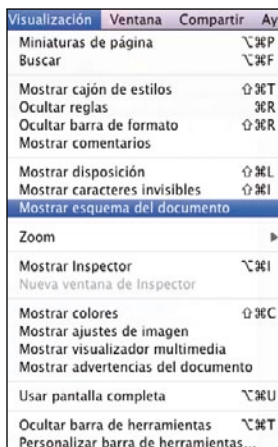 Visualización Ventana Compartir Ay
Miniaturas de página ⌥⌘P
Buscar ⌥⌘F
Mostrar cajón de estilos ⇧⌘T
Ocultar reglas ⌘R
Ocultar barra de formato ⇧⌘R
Mostrar comentarios
Mostrar disposición ⇧⌘L
Mostrar caracteres invisibles ⇧⌘I
Mostrar esquema del documento
Zoom
Mostrar Inspector ⌥⌘I
Nueva ventana de Inspector
Mostrar colores ⇧⌘C
Mostrar ajustes de imagen
Mostrar visualizador multimedia
Mostrar advertencias del documento
Usar pantalla completa ⌥⌘U
Ocultar barra de herramientas ⌥⌘T
Personalizar barra de herramientas...